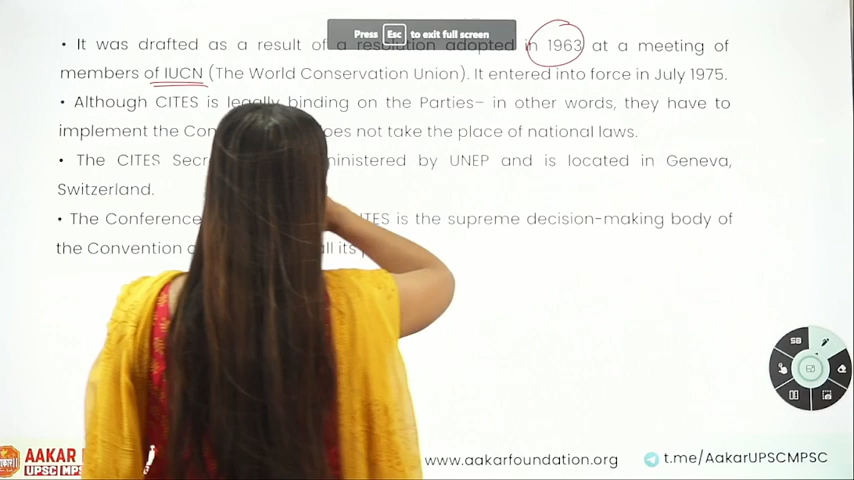 Press Esc to exit full screen
• It was drafted as a result of a resolution adopted in 1963 at a meeting of
members of IUCN (The World Conservation Union). It entered into force in July 1975.
• Although CITES is legally binding on the Parties– in other words, they have to
implement the Con oes not take the place of national laws.
• The CITES Secr ministered by UNEP and is located in Geneva,
Switzerland.
• The Conference ITES is the supreme decision-making body of
the Convention all its
SB
AAKAR
UPSC MPS
www.aakarfoundation.org
t.me/AakarUPSCMPSC